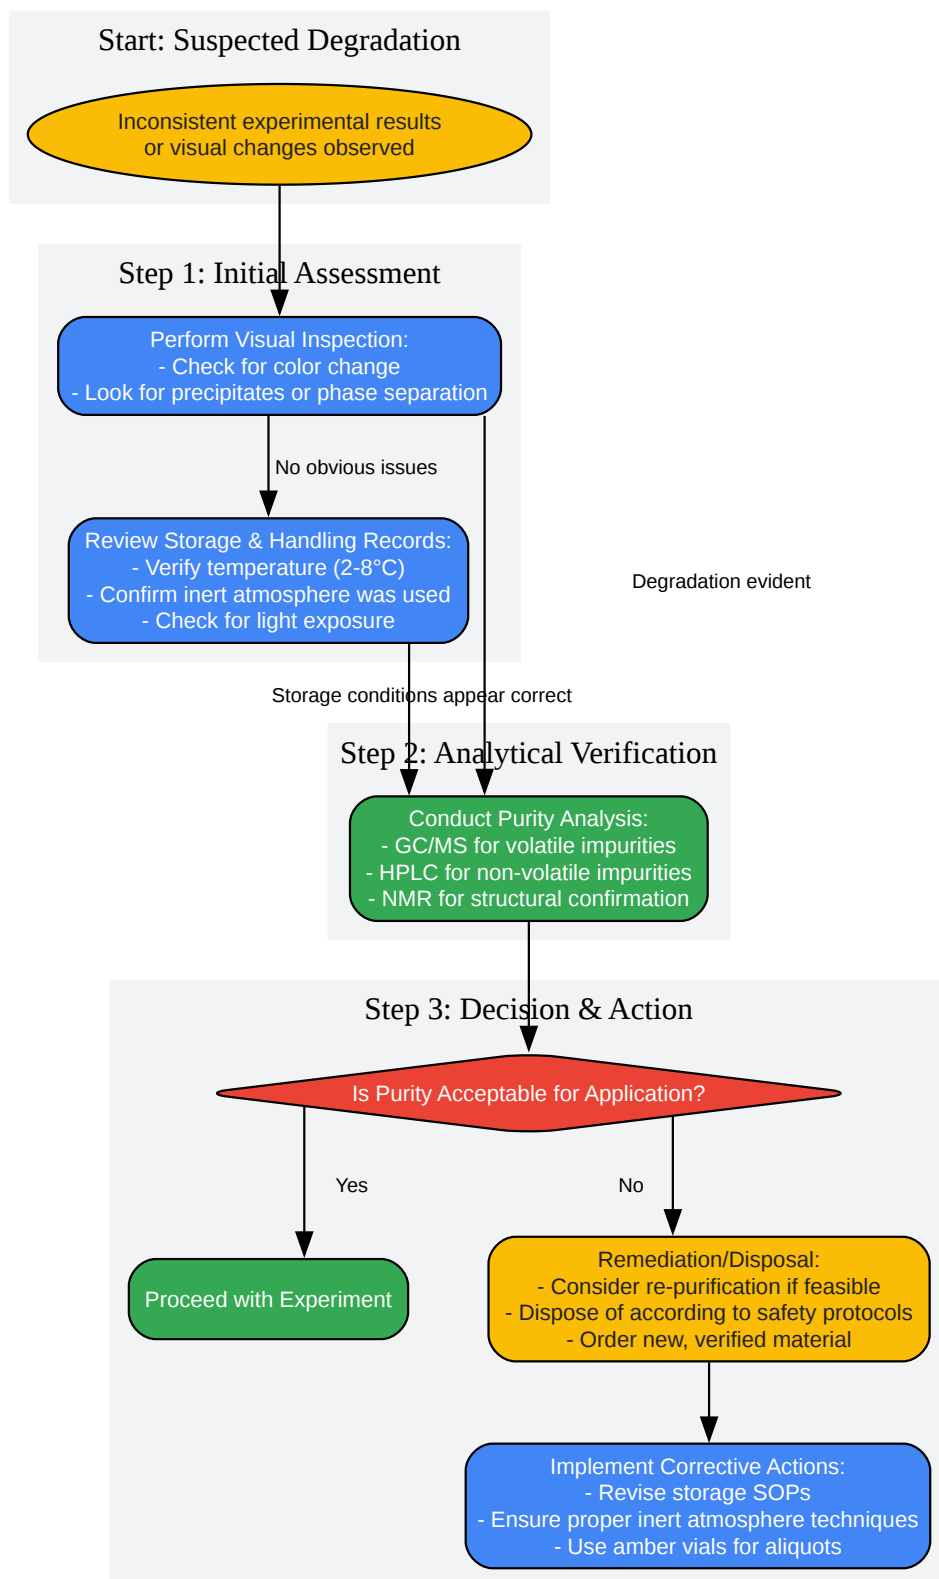 Start: Suspected Degradation
Inconsistent experimental results
or visual changes observed
Step 1: Initial Assessment
Perform Visual Inspection:
- Check for color change
- Look for precipitates or phase separation
No obvious issues
Review Storage & Handling Records:
- Verify temperature (2-8°C)
- Confirm inert atmosphere was used
- Check for light exposure
Degradation evident
Storage conditions appear correct
Step 2: Analytical Verification
Conduct Purity Analysis:
- GC/MS for volatile impurities
- HPLC for non-volatile impurities
- NMR for structural confirmation
Step 3: Decision & Action
Is Purity Acceptable for Application?
Yes
No
Proceed with Experiment
Remediation/Disposal:
- Consider re-purification if feasible
- Dispose of according to safety protocols
- Order new, verified material
Implement Corrective Actions:
- Revise storage SOPs
- Ensure proper inert atmosphere techniques
- Use amber vials for aliquots